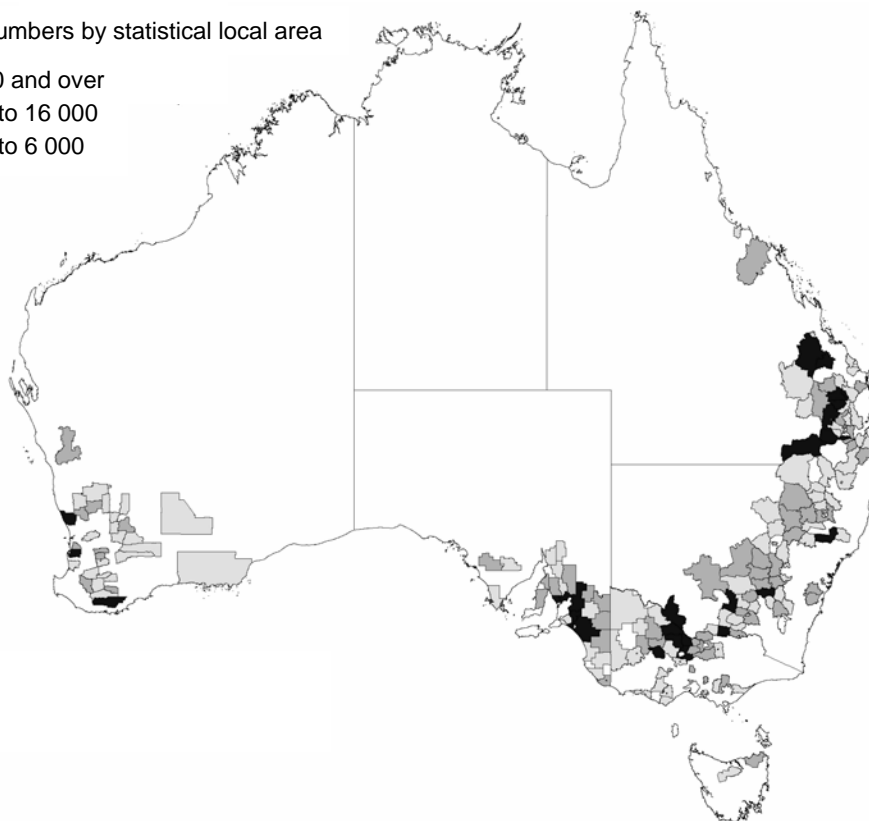 umbers by statistical local area
0 and over
to 16 000
to 6 000